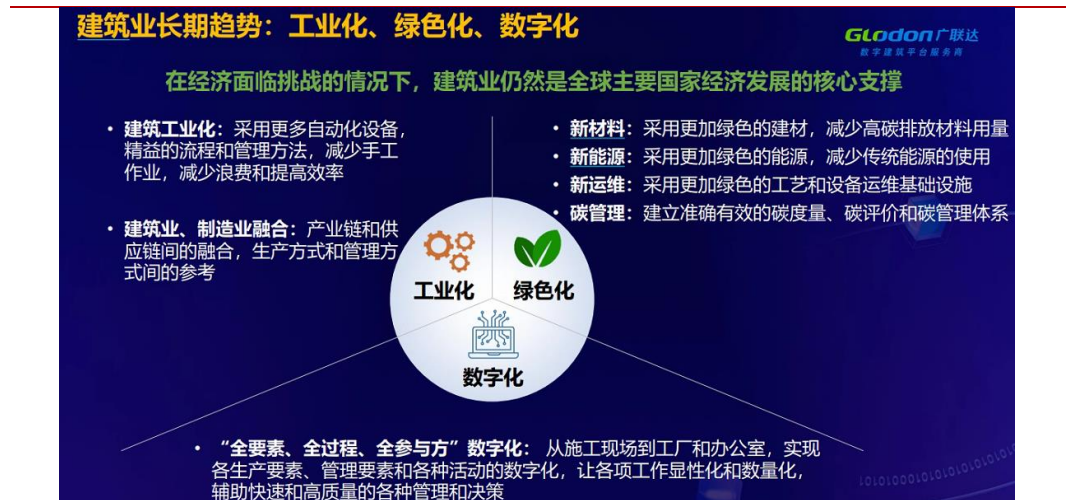 建筑业长期趋势：工业化、绿色化、数字化
GLodon广联达
数字建筑平台服务商
在经济面临挑战的情况下，建筑业仍然是全球主要国家经济发展的核心支撑
• 建筑工业化：采用更多自动化设备，
精益的流程和管理方法，减少手工
作业，减少浪费和提高效率
• 建筑业、制造业融合：产业链和供
应链间的融合，生产方式和管理方
式间的参考
• 新材料：采用更加绿色的建材，减少高碳排放材料用量
• 新能源：采用更加绿色的能源，减少传统能源的使用
• 新运维：采用更加绿色的工艺和设备运维基础设施
• 碳管理：建立准确有效的碳度量、碳评价和碳管理体系
工业化
绿色化
数字化
• “全要素、全过程、全参与方”数字化： 从施工现场到工厂和办公室，实现
各生产要素、管理要素和各种活动的数字化，让各项工作显性化和数量化，
辅助快速和高质量的各种管理和决策